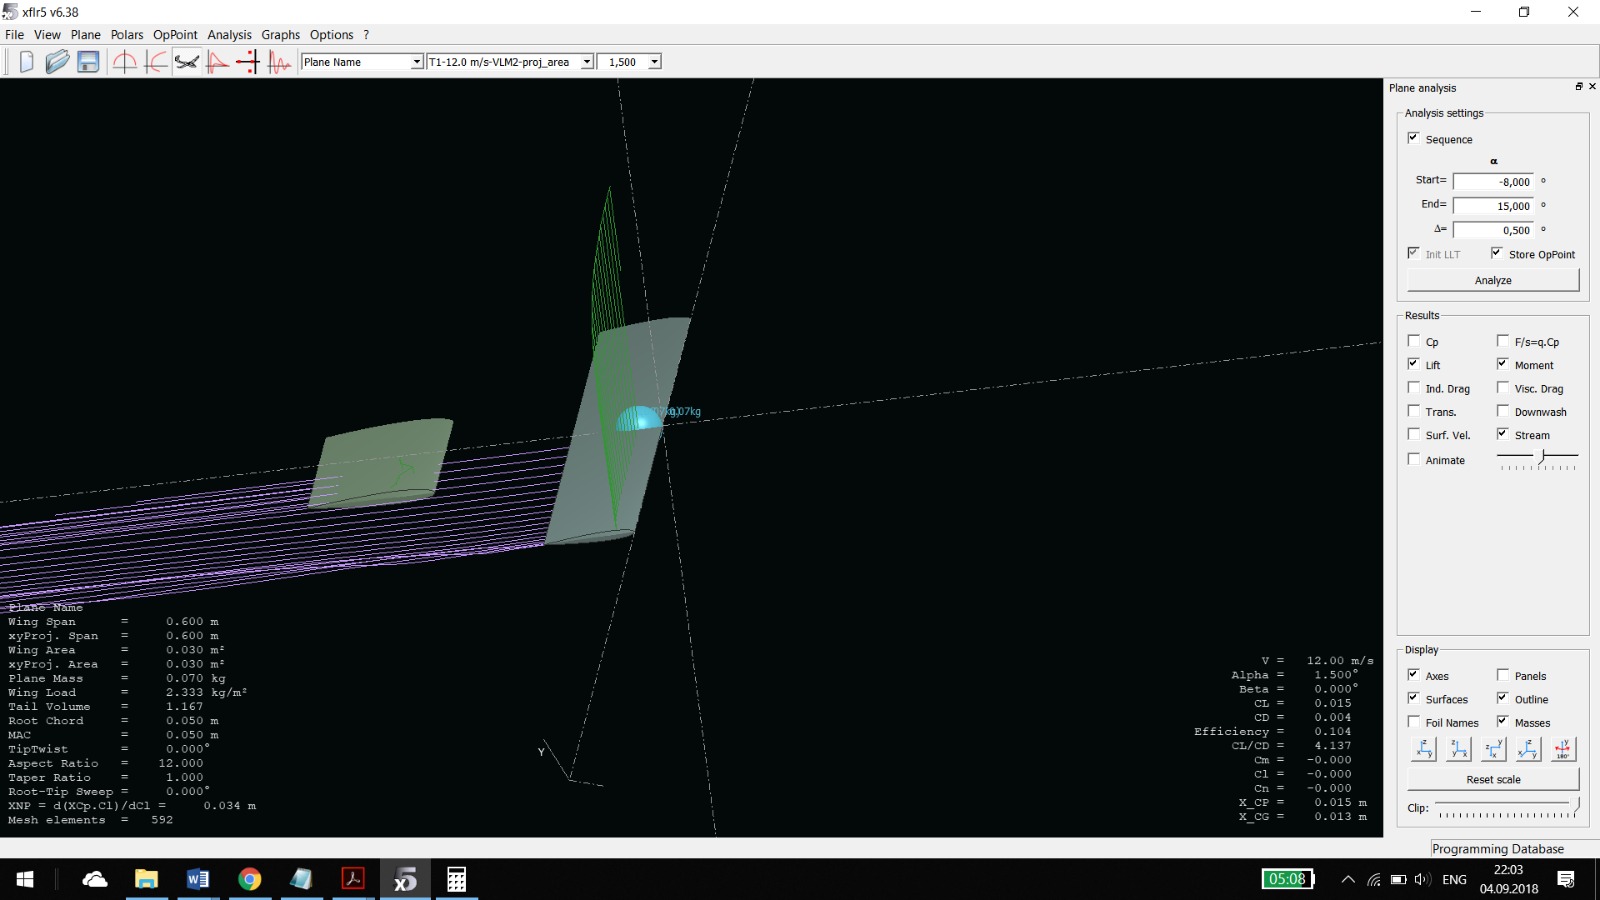 xflr5 v6.38
File View Plane Polars OpPoint Analysis Graphs Options ?
Plane Name T1-12.0 m/s-VLM2-proj_area 1,500
Plane analysis
Analysis settings
Sequence
α
Start= -8,000 °
End= 15,000 °
Δ= 0,500 °
Init LLT Store OpPoint
Analyze
Results
Cp F/s=q.Cp
Lift Moment
Ind. Drag Visc. Drag
Trans. Downwash
Surf. Vel. Stream
Animate
0.07kg
Plane Name
Wing Span = 0.600 m
xyProj. Span = 0.600 m
Wing Area = 0.030 m²
xyProj. Area = 0.030 m²
Plane Mass = 0.070 kg
Wing Load = 2.333 kg/m²
Tail Volume = 1.167
Root Chord = 0.050 m
MAC = 0.050 m
TipTwist = 0.000°
Aspect Ratio = 12.000
Taper Ratio = 1.000
Root-Tip Sweep = 0.000°
XNP = d(XCp.Cl)/dCl = 0.034 m
Mesh elements = 592
Y
V = 12.00 m/s
Alpha = 1.500°
Beta = 0.000°
CL = 0.015
CD = 0.004
Efficiency = 0.104
CL/CD = 4.137
Cm = -0.000
Cl = -0.000
Cn = -0.000
X_CP = 0.015 m
X_CG = 0.013 m
Display
Axes Panels
Surfaces Outline
Foil Names Masses
Reset scale
Clip:
Programming Database
05:08
ENG
22:03
04.09.2018